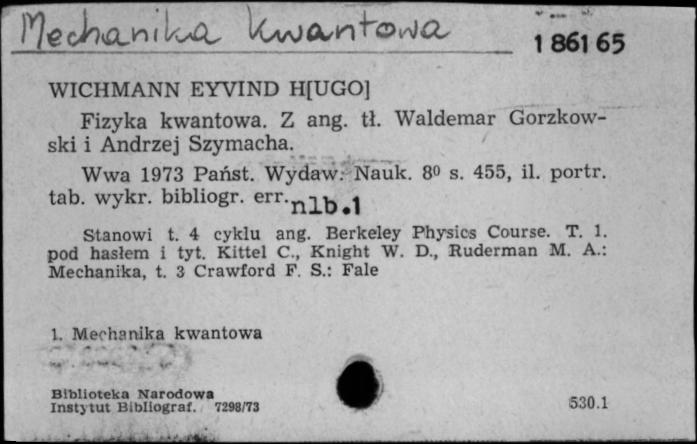 Mechanika kwantowa
186165
WICHMANN EYVIND H[UGO]
Fizyka kwantowa. Z ang. tł. Waldemar Gorzkow-
ski i Andrzej Szymacha.
Wwa 1973 Państ. Wydaw. Nauk. 8⁰ s. 455, il. portr.
tab. wykr. bibliogr. err. nlb.1
Stanowi t. 4 cyklu ang. Berkeley Physics Course. T. 1.
pod hasłem i tyt. Kittel C., Knight W. D., Ruderman M. A.:
Mechanika, t. 3 Crawford F. S.: Fale
1. Mechanika kwantowa
Biblioteka Narodowa
Instytut Bibliograf. 7298/73
530.1